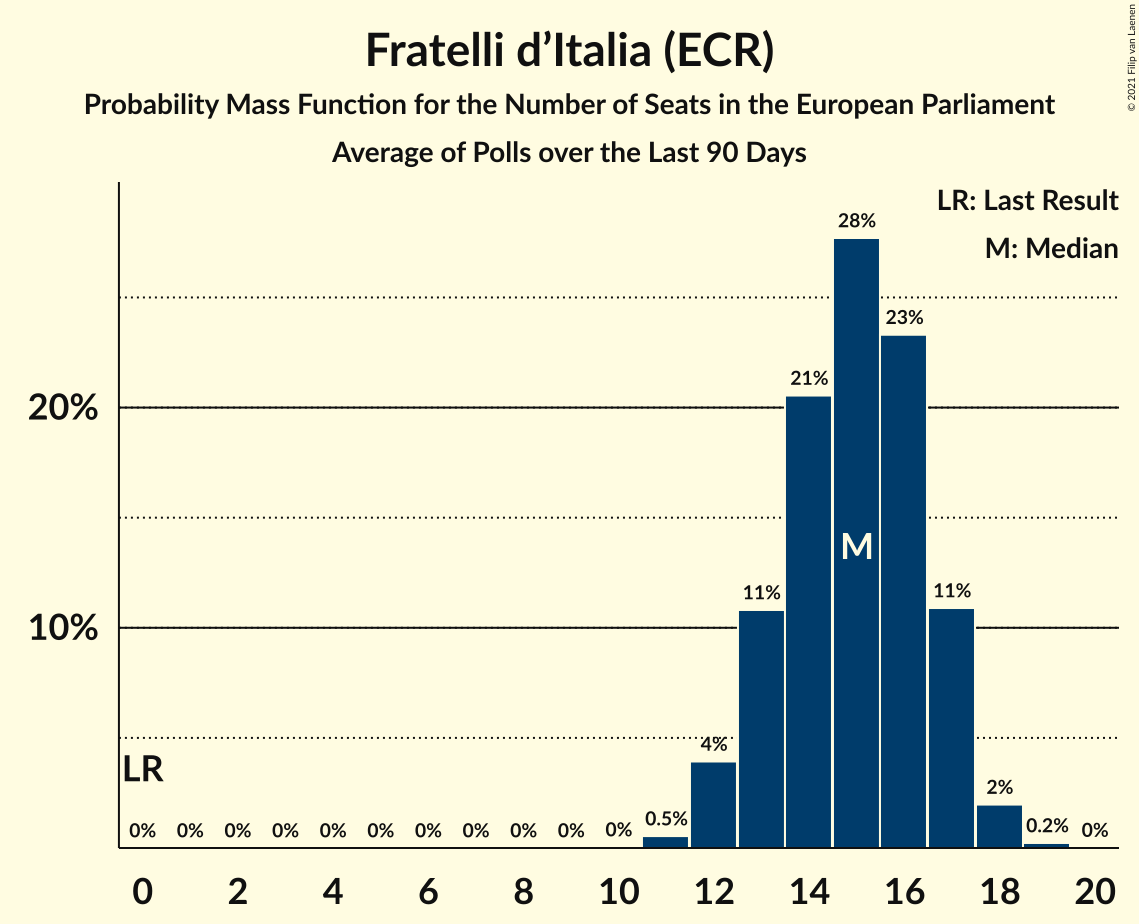 Fratelli d’Italia (ECR)
Probability Mass Function for the Number of Seats in the European Parliament
Average of Polls over the Last 90 Days
© 2021 Filip van Laenen
LR: Last Result
M: Median
28%
23%
21%
20%
M
11%
11%
10%
4%
LR
2%
0% 0% 0% 0% 0% 0% 0% 0% 0% 0% 0% 0.5% 0.2% 0%
0 2 4 6 8 10 12 14 16 18 20